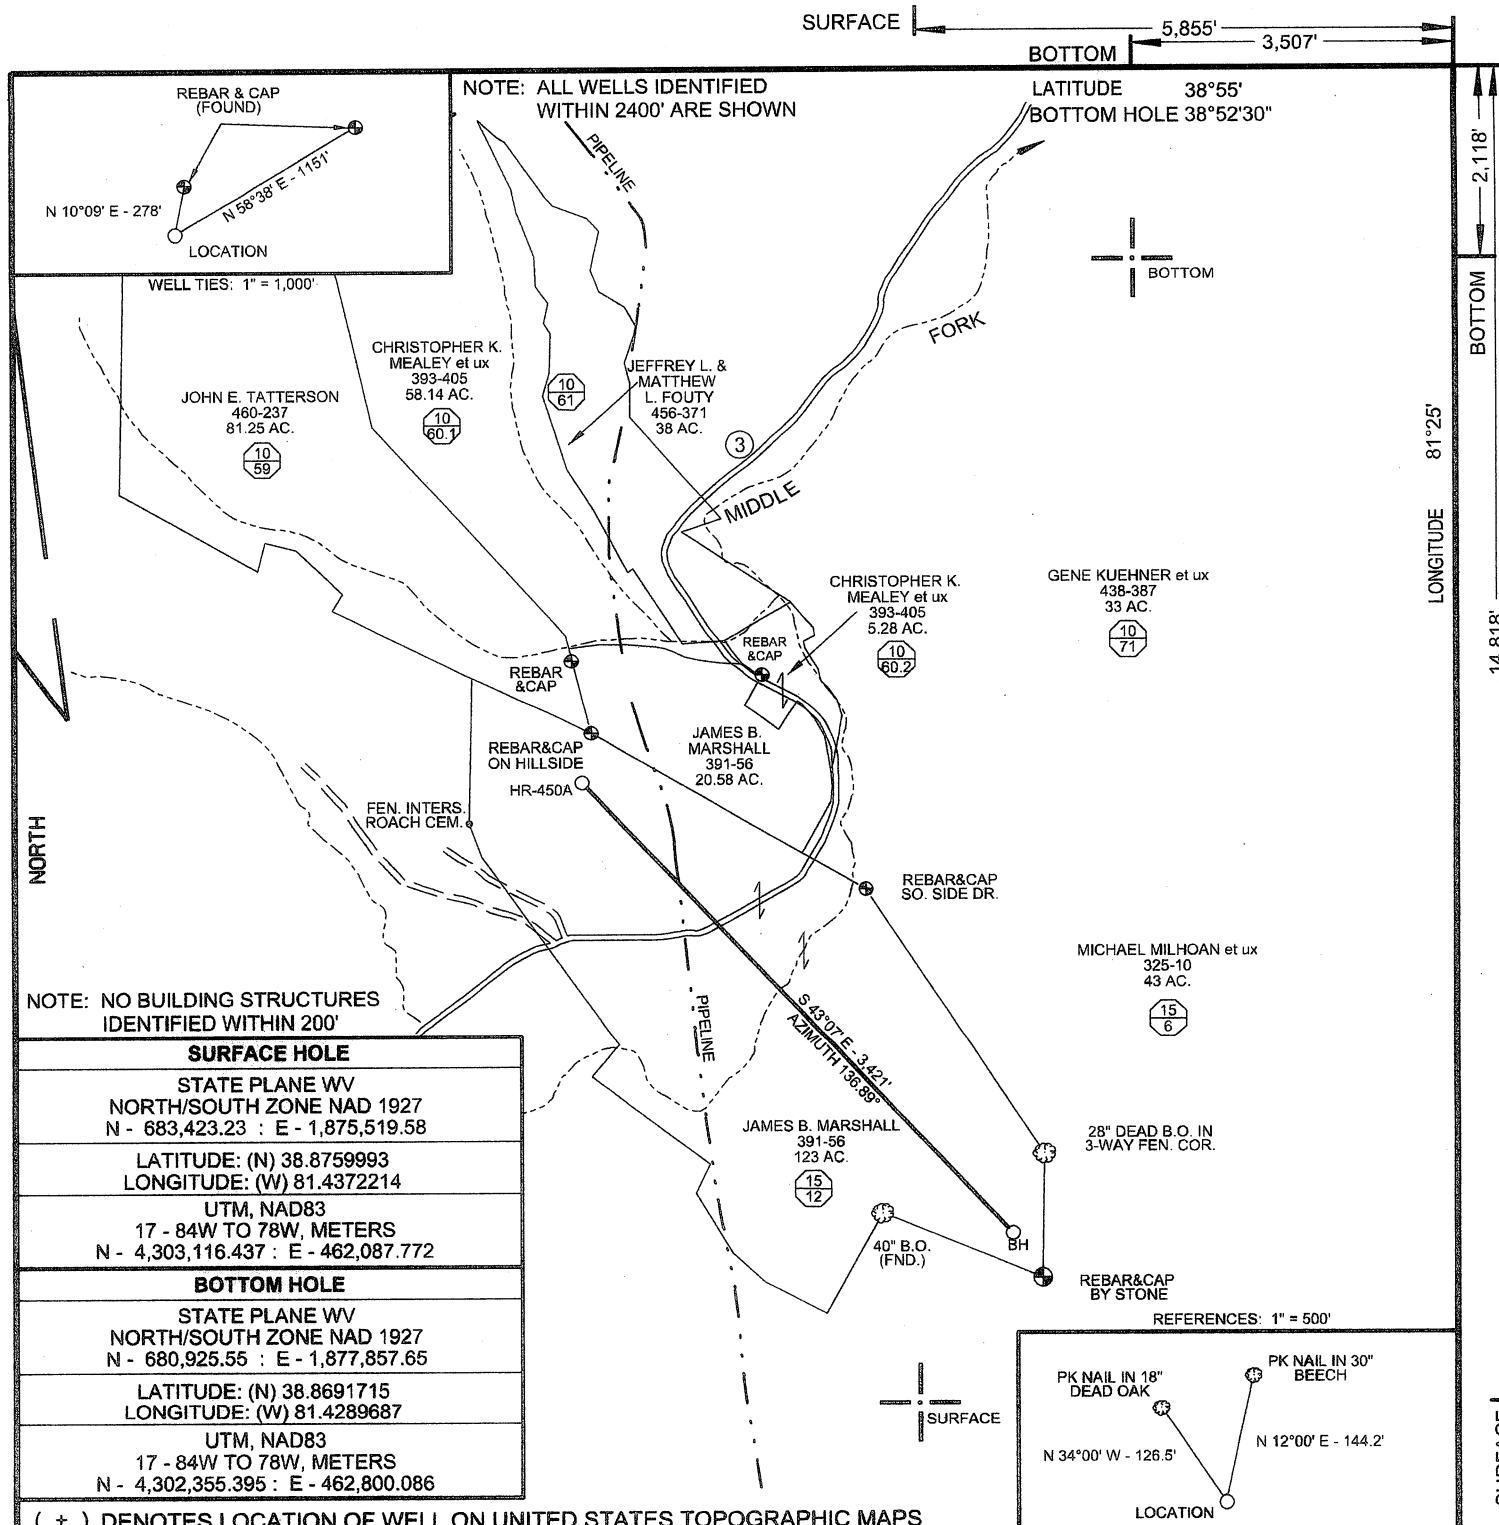 SURFACE
5,855'
BOTTOM
3,507'
REBAR & CAP
(FOUND)
N 10°09' E - 278'
N 58°38' E - 1151'
LOCATION
WELL TIES: 1" = 1,000'
NOTE: ALL WELLS IDENTIFIED
WITHIN 2400' ARE SHOWN
LATITUDE 38°55'
BOTTOM HOLE 38°52'30"
2,118'
BOTTOM
14,818'
LONGITUDE 81°25'
PIPELINE
BOTTOM
FORK
MIDDLE
3
JOHN E. TATTERSON
460-237
81.25 AC.
10
59
CHRISTOPHER K.
MEALEY et ux
393-405
58.14 AC.
10
60.1
10
61
JEFFREY L. &
MATTHEW
L. FOUTY
456-371
38 AC.
CHRISTOPHER K.
MEALEY et ux
393-405
5.28 AC.
10
60.2
GENE KUEHNER et ux
438-387
33 AC.
10
71
REBAR
&CAP
REBAR
&CAP
REBAR&CAP
ON HILLSIDE
HR-450A
JAMES B.
MARSHALL
391-56
20.58 AC.
FEN. INTERS.
ROACH CEM.
NORTH
REBAR&CAP
SO. SIDE DR.
MICHAEL MILHOAN et ux
325-10
43 AC.
15
6
NOTE: NO BUILDING STRUCTURES
IDENTIFIED WITHIN 200'
PIPELINE
S 43°07' E - 3,421'
AZIMUTH 136.89°
JAMES B. MARSHALL
391-56
123 AC.
15
12
28" DEAD B.O. IN
3-WAY FEN. COR.
40" B.O.
(FND.)
BH
REBAR&CAP
BY STONE
SURFACE HOLE
STATE PLANE WV
NORTH/SOUTH ZONE NAD 1927
N - 683,423.23 : E - 1,875,519.58
LATITUDE: (N) 38.8759993
LONGITUDE: (W) 81.4372214
UTM, NAD83
17 - 84W TO 78W, METERS
N - 4,303,116.437 : E - 462,087.772
BOTTOM HOLE
STATE PLANE WV
NORTH/SOUTH ZONE NAD 1927
N - 680,925.55 : E - 1,877,857.65
LATITUDE: (N) 38.8691715
LONGITUDE: (W) 81.4289687
UTM, NAD83
17 - 84W TO 78W, METERS
N - 4,302,355.395 : E - 462,800.086
SURFACE
REFERENCES: 1" = 500'
PK NAIL IN 18"
DEAD OAK
PK NAIL IN 30"
BEECH
N 34°00' W - 126.5'
N 12°00' E - 144.2'
LOCATION
SURFACE
( + ) DENOTES LOCATION OF WELL ON UNITED STATES TOPOGRAPHIC MAPS